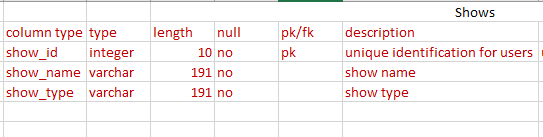 Shows
column type type length null pk/fk description
show_id integer 10 no pk unique identification for users
show_name varchar 191 no show name
show_type varchar 191 no show type